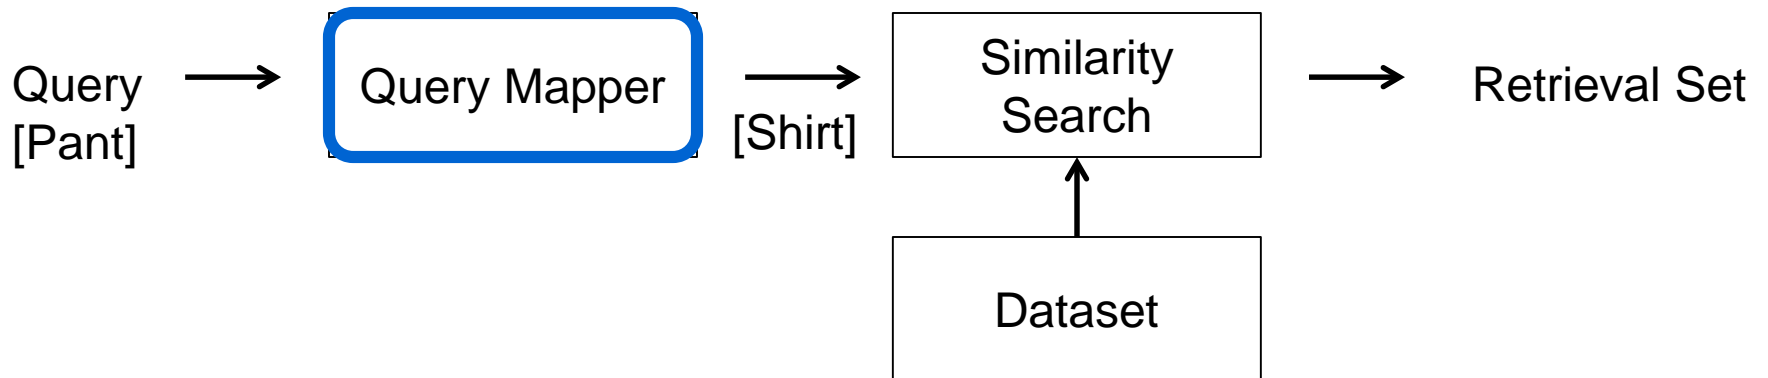 Query
[Pant]
Query Mapper
[Shirt]
Similarity
Search
Retrieval Set
Dataset